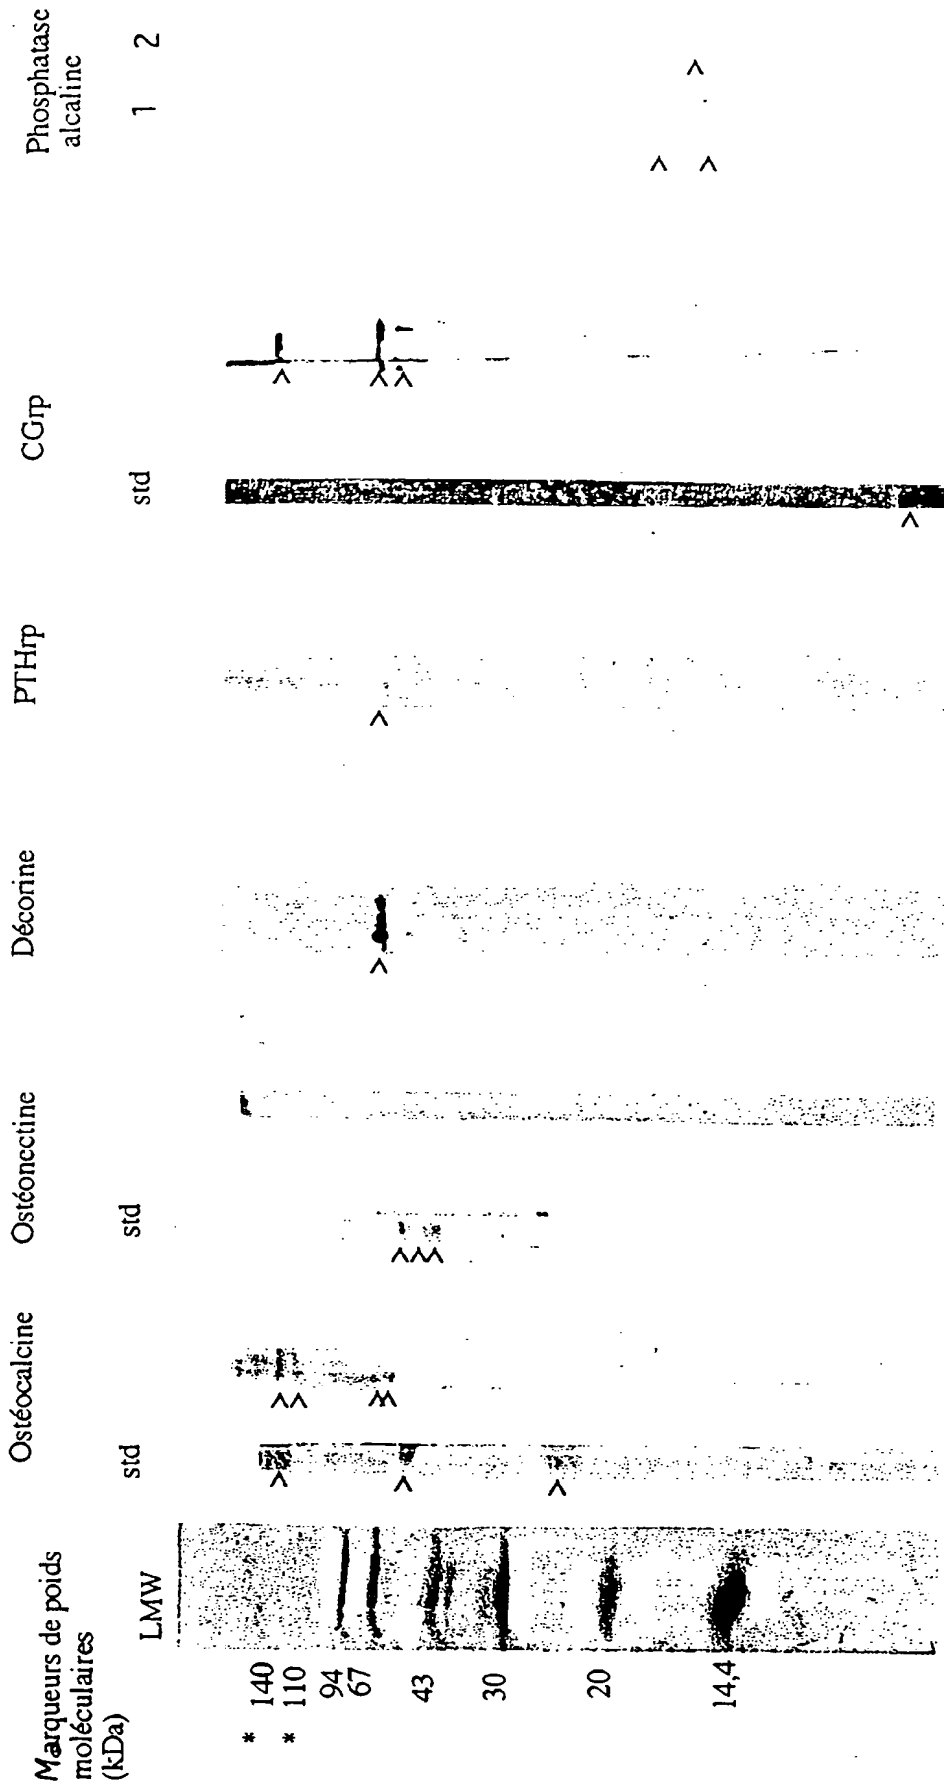 Marqueurs de poids
moléculaires
(kDa)
LMW
* 140
* 110
94
67
43
30
20
14,4
Ostéocalcine
std
Ostéonectine
std
Décorine
PTHrp
CGrp
std
Phosphatase
alcaline
1 2